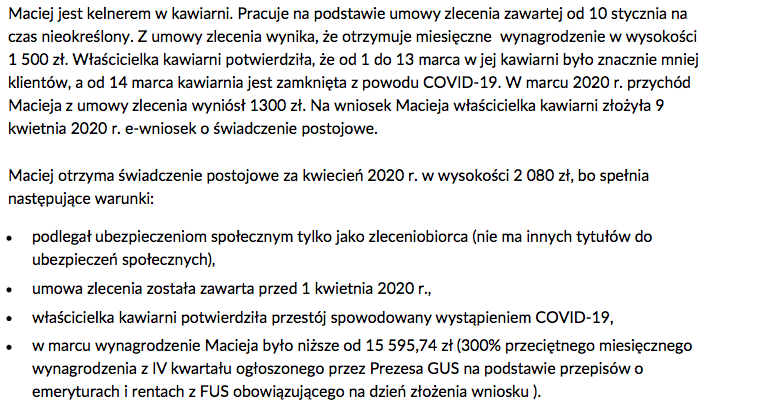 Maciej jest kelnerem w kawiarni. Pracuje na podstawie umowy zlecenia zawartej od 10 stycznia na
czas nieokreślony. Z umowy zlecenia wynika, że otrzymuje miesięczne wynagrodzenie w wysokości
1 500 zł. Właścicielka kawiarni potwierdziła, że od 1 do 13 marca w jej kawiarni było znacznie mniej
klientów, a od 14 marca kawiarnia jest zamknięta z powodu COVID-19. W marcu 2020 r. przychód
Macieja z umowy zlecenia wyniósł 1300 zł. Na wniosek Macieja właścicielka kawiarni złożyła 9
kwietnia 2020 r. e-wniosek o świadczenie postojowe.
Maciej otrzyma świadczenie postojowe za kwiecień 2020 r. w wysokości 2 080 zł, bo spełnia
następujące warunki:
• podlegał ubezpieczeniom społecznym tylko jako zleceniobiorca (nie ma innych tytułów do
ubezpieczeń społecznych),
• umowa zlecenia została zawarta przed 1 kwietnia 2020 r.,
• właścicielka kawiarni potwierdziła przestój spowodowany wystąpieniem COVID-19,
• w marcu wynagrodzenie Macieja było niższe od 15 595,74 zł (300% przeciętnego miesięcznego
wynagrodzenia z IV kwartału ogłoszonego przez Prezesa GUS na podstawie przepisów o
emeryturach i rentach z FUS obowiązującego na dzień złożenia wniosku ).